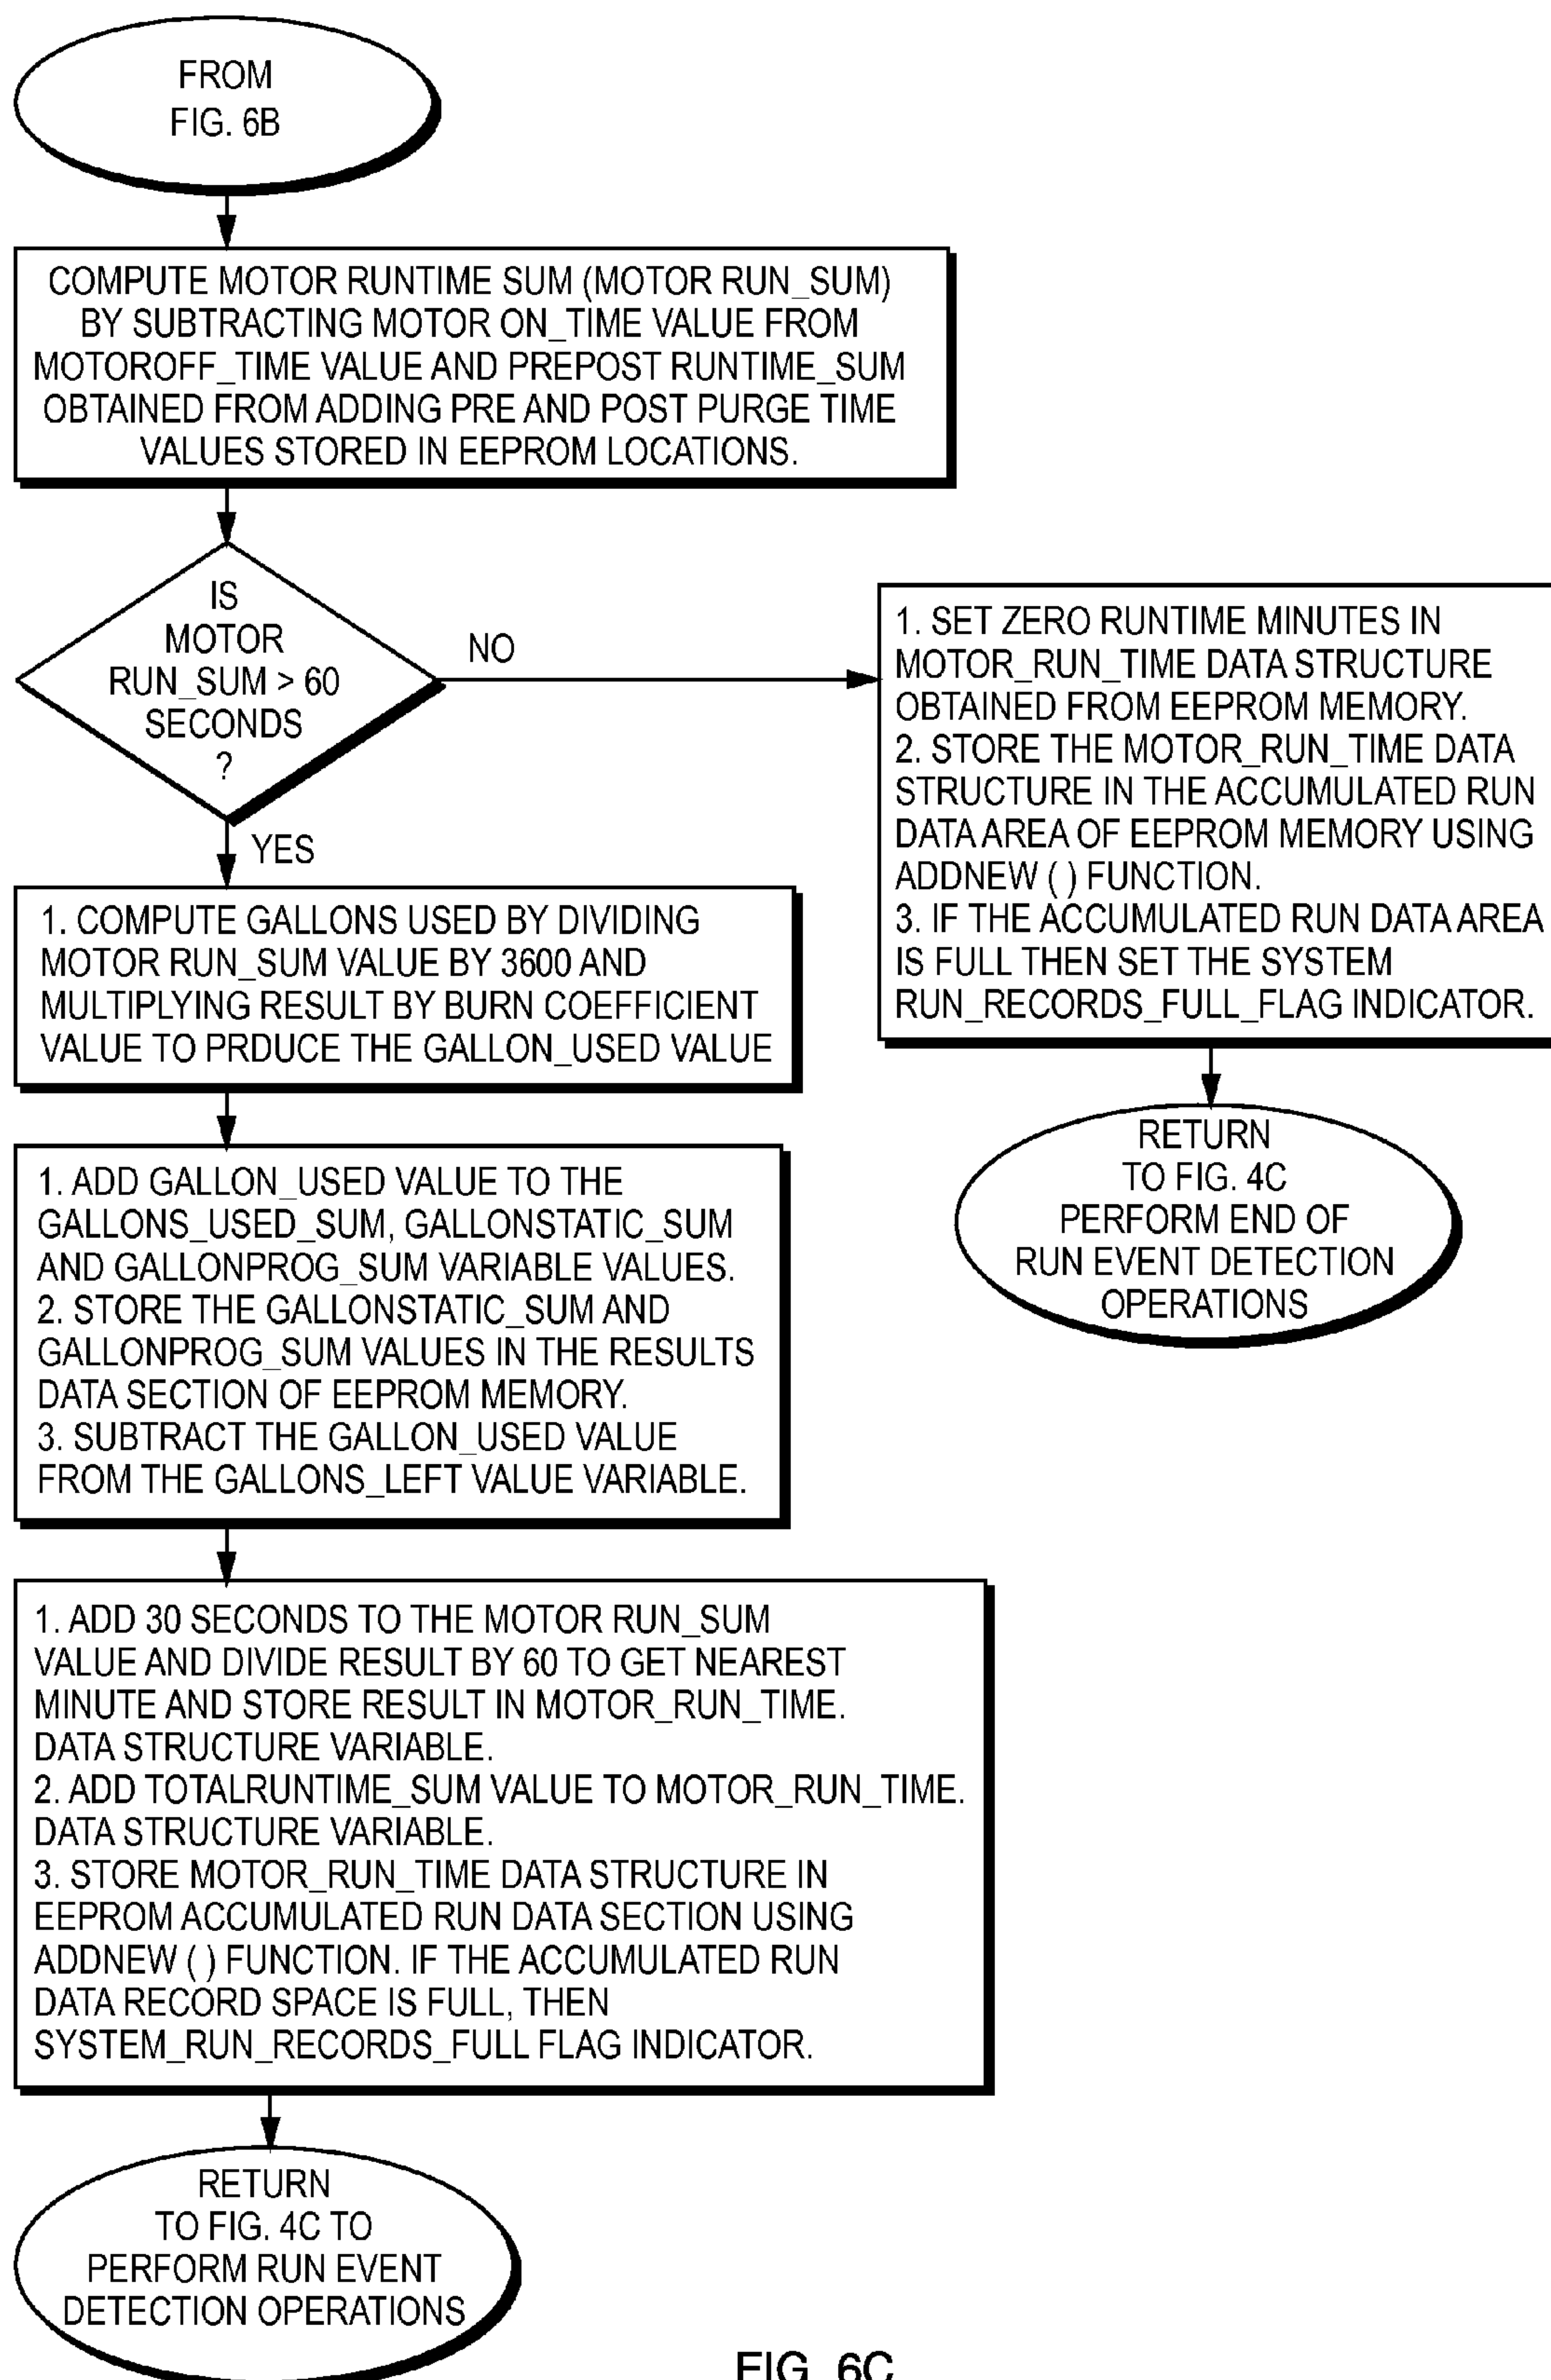 FROM
FIG. 6B
COMPUTE MOTOR RUNTIME SUM (MOTOR RUN_SUM)
BY SUBTRACTING MOTOR ON_TIME VALUE FROM
MOTOROFF_TIME VALUE AND PREPOST RUNTIME_SUM
OBTAINED FROM ADDING PRE AND POST PURGE TIME
VALUES STORED IN EEPROM LOCATIONS.
IS
MOTOR
RUN_SUM > 60
SECONDS
?
NO
YES
1. SET ZERO RUNTIME MINUTES IN
MOTOR_RUN_TIME DATA STRUCTURE
OBTAINED FROM EEPROM MEMORY.
2. STORE THE MOTOR_RUN_TIME DATA
STRUCTURE IN THE ACCUMULATED RUN
DATA AREA OF EEPROM MEMORY USING
ADDNEW ( ) FUNCTION.
3. IF THE ACCUMULATED RUN DATA AREA
IS FULL THEN SET THE SYSTEM
RUN_RECORDS_FULL_FLAG INDICATOR.
RETURN
TO FIG. 4C
PERFORM END OF
RUN EVENT DETECTION
OPERATIONS
1. COMPUTE GALLONS USED BY DIVIDING
MOTOR RUN_SUM VALUE BY 3600 AND
MULTIPLYING RESULT BY BURN COEFFICIENT
VALUE TO PRDUCE THE GALLON_USED VALUE
1. ADD GALLON_USED VALUE TO THE
GALLONS_USED_SUM, GALLONSTATIC_SUM
AND GALLONPROG_SUM VARIABLE VALUES.
2. STORE THE GALLONSTATIC_SUM AND
GALLONPROG_SUM VALUES IN THE RESULTS
DATA SECTION OF EEPROM MEMORY.
3. SUBTRACT THE GALLON_USED VALUE
FROM THE GALLONS_LEFT VALUE VARIABLE.
1. ADD 30 SECONDS TO THE MOTOR RUN_SUM
VALUE AND DIVIDE RESULT BY 60 TO GET NEAREST
MINUTE AND STORE RESULT IN MOTOR_RUN_TIME.
DATA STRUCTURE VARIABLE.
2. ADD TOTALRUNTIME_SUM VALUE TO MOTOR_RUN_TIME.
DATA STRUCTURE VARIABLE.
3. STORE MOTOR_RUN_TIME DATA STRUCTURE IN
EEPROM ACCUMULATED RUN DATA SECTION USING
ADDNEW ( ) FUNCTION. IF THE ACCUMULATED RUN
DATA RECORD SPACE IS FULL, THEN
SYSTEM_RUN_RECORDS_FULL FLAG INDICATOR.
RETURN
TO FIG. 4C TO
PERFORM RUN EVENT
DETECTION OPERATIONS
FIG. 6C